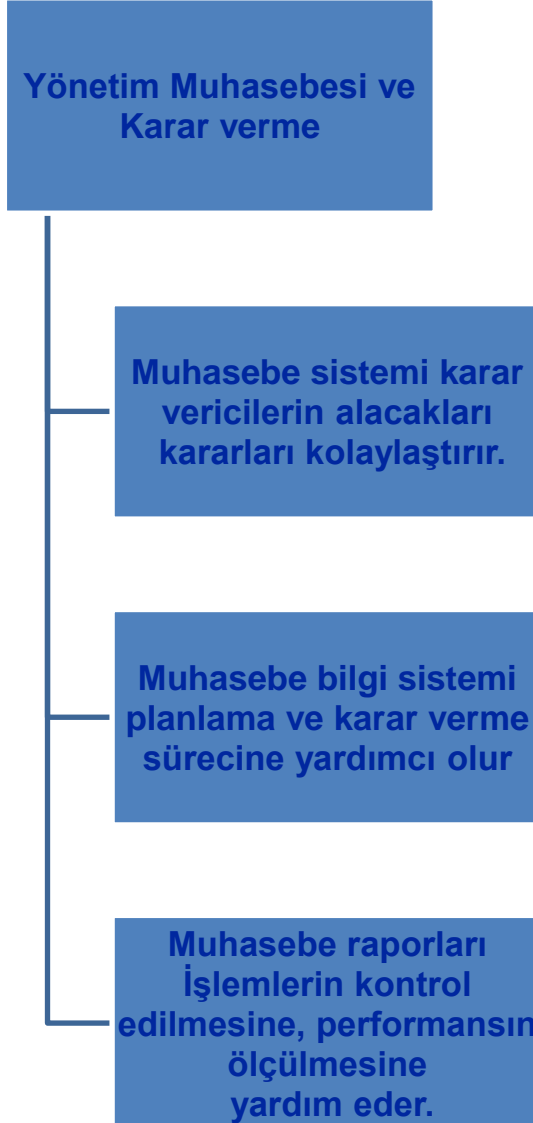 Yönetim Muhasebesi ve
Karar verme
Muhasebe sistemi karar
vericilerin alacakları
kararları kolaylaştırır.
Muhasebe bilgi sistemi
planlama ve karar verme
sürecine yardımcı olur
Muhasebe raporları
İşlemlerin kontrol
edilmesine, performansın
ölçülmesine
yardım eder.